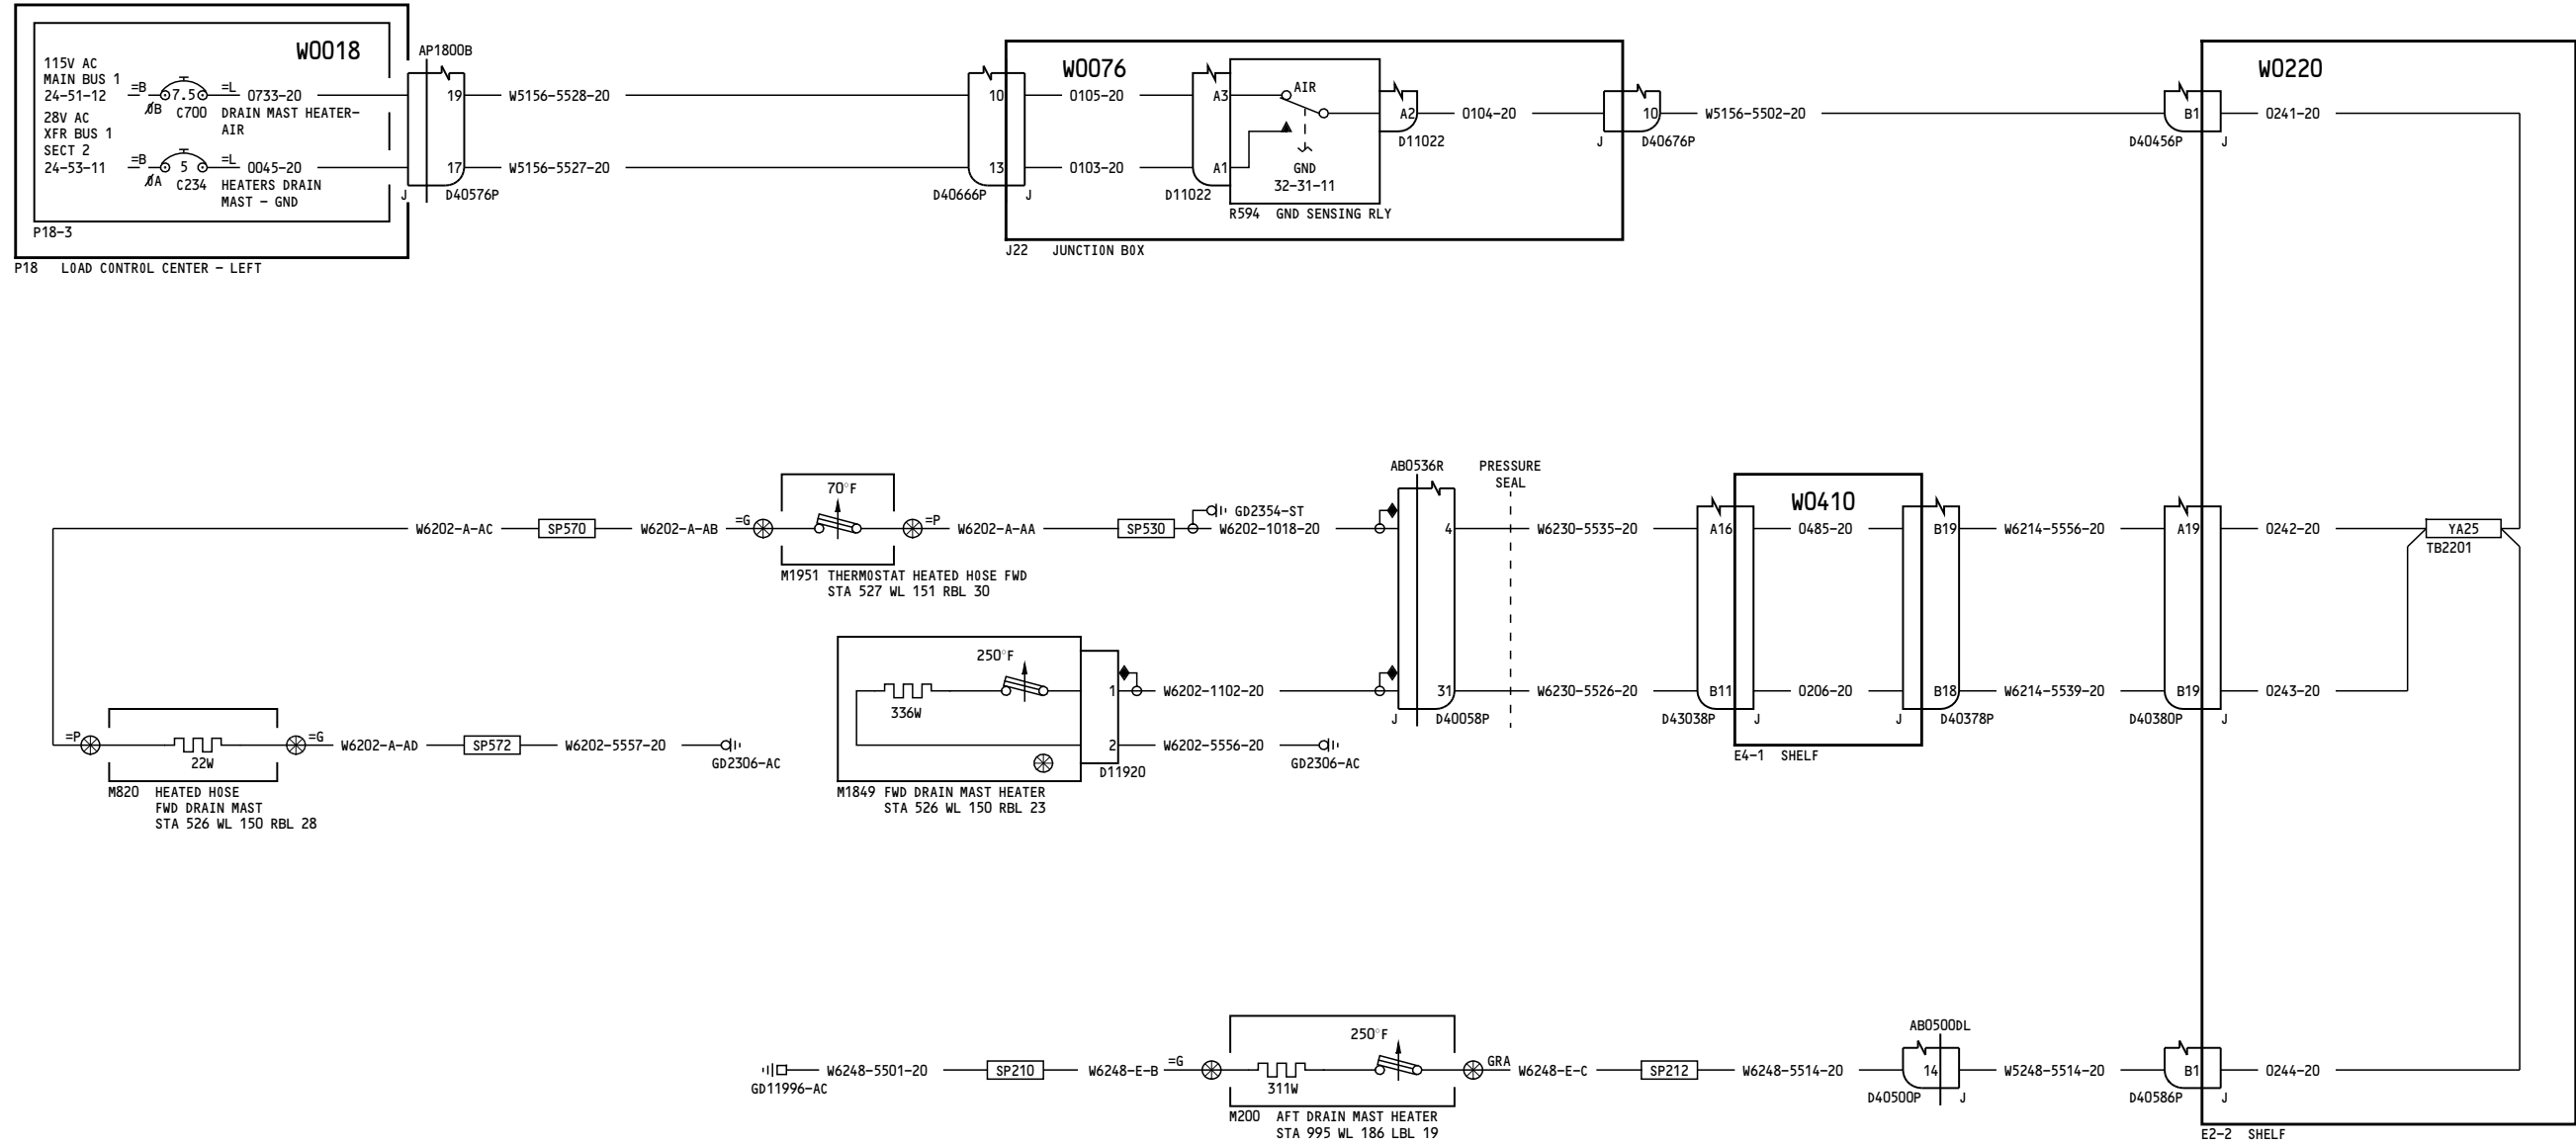 W0018
115V AC
MAIN BUS 1
24-51-12
=B
ØB
7.5
C700
=L
0733-20
DRAIN MAST HEATER-
AIR
28V AC
XFR BUS 1
SECT 2
24-53-11
=B
ØA
5
C234
=L
0045-20
HEATERS DRAIN
MAST - GND
P18-3
P18 LOAD CONTROL CENTER - LEFT
AP1800B
19
17
J
D40576P
W5156-5528-20
W5156-5527-20
10
13
D40666P
J
W0076
0105-20
0103-20
A3
A1
D11022
AIR
GND
32-31-11
R594 GND SENSING RLY
A2
D11022
0104-20
10
J
D40676P
J22 JUNCTION BOX
W5156-5502-20
B1
D40456P
J
W0220
0241-20
W6202-A-AC
SP570
W6202-A-AB
=G
70°F
=P
W6202-A-AA
SP530
GD2354-ST
W6202-1018-20
M1951 THERMOSTAT HEATED HOSE FWD
STA 527 WL 151 RBL 30
AB0536R
PRESSURE
SEAL
4
31
J
D40058P
W6230-5535-20
W6230-5526-20
A16
B11
D43038P
J
W0410
0485-20
0206-20
B19
B18
J
D40378P
E4-1 SHELF
W6214-5556-20
W6214-5539-20
A19
B19
D40380P
J
0242-20
0243-20
YA25
TB2201
250°F
336W
1
2
D11920
W6202-1102-20
W6202-5556-20
GD2306-AC
M1849 FWD DRAIN MAST HEATER
STA 526 WL 150 RBL 23
=P
22W
=G
W6202-A-AD
SP572
W6202-5557-20
GD2306-AC
M820 HEATED HOSE
FWD DRAIN MAST
STA 526 WL 150 RBL 28
GD11996-AC
W6248-5501-20
SP210
W6248-E-B
=G
311W
250°F
GRA
W6248-E-C
SP212
W6248-5514-20
M200 AFT DRAIN MAST HEATER
STA 995 WL 186 LBL 19
AB0500DL
14
D40500P
J
W5248-5514-20
B1
D40586P
J
0244-20
E2-2 SHELF